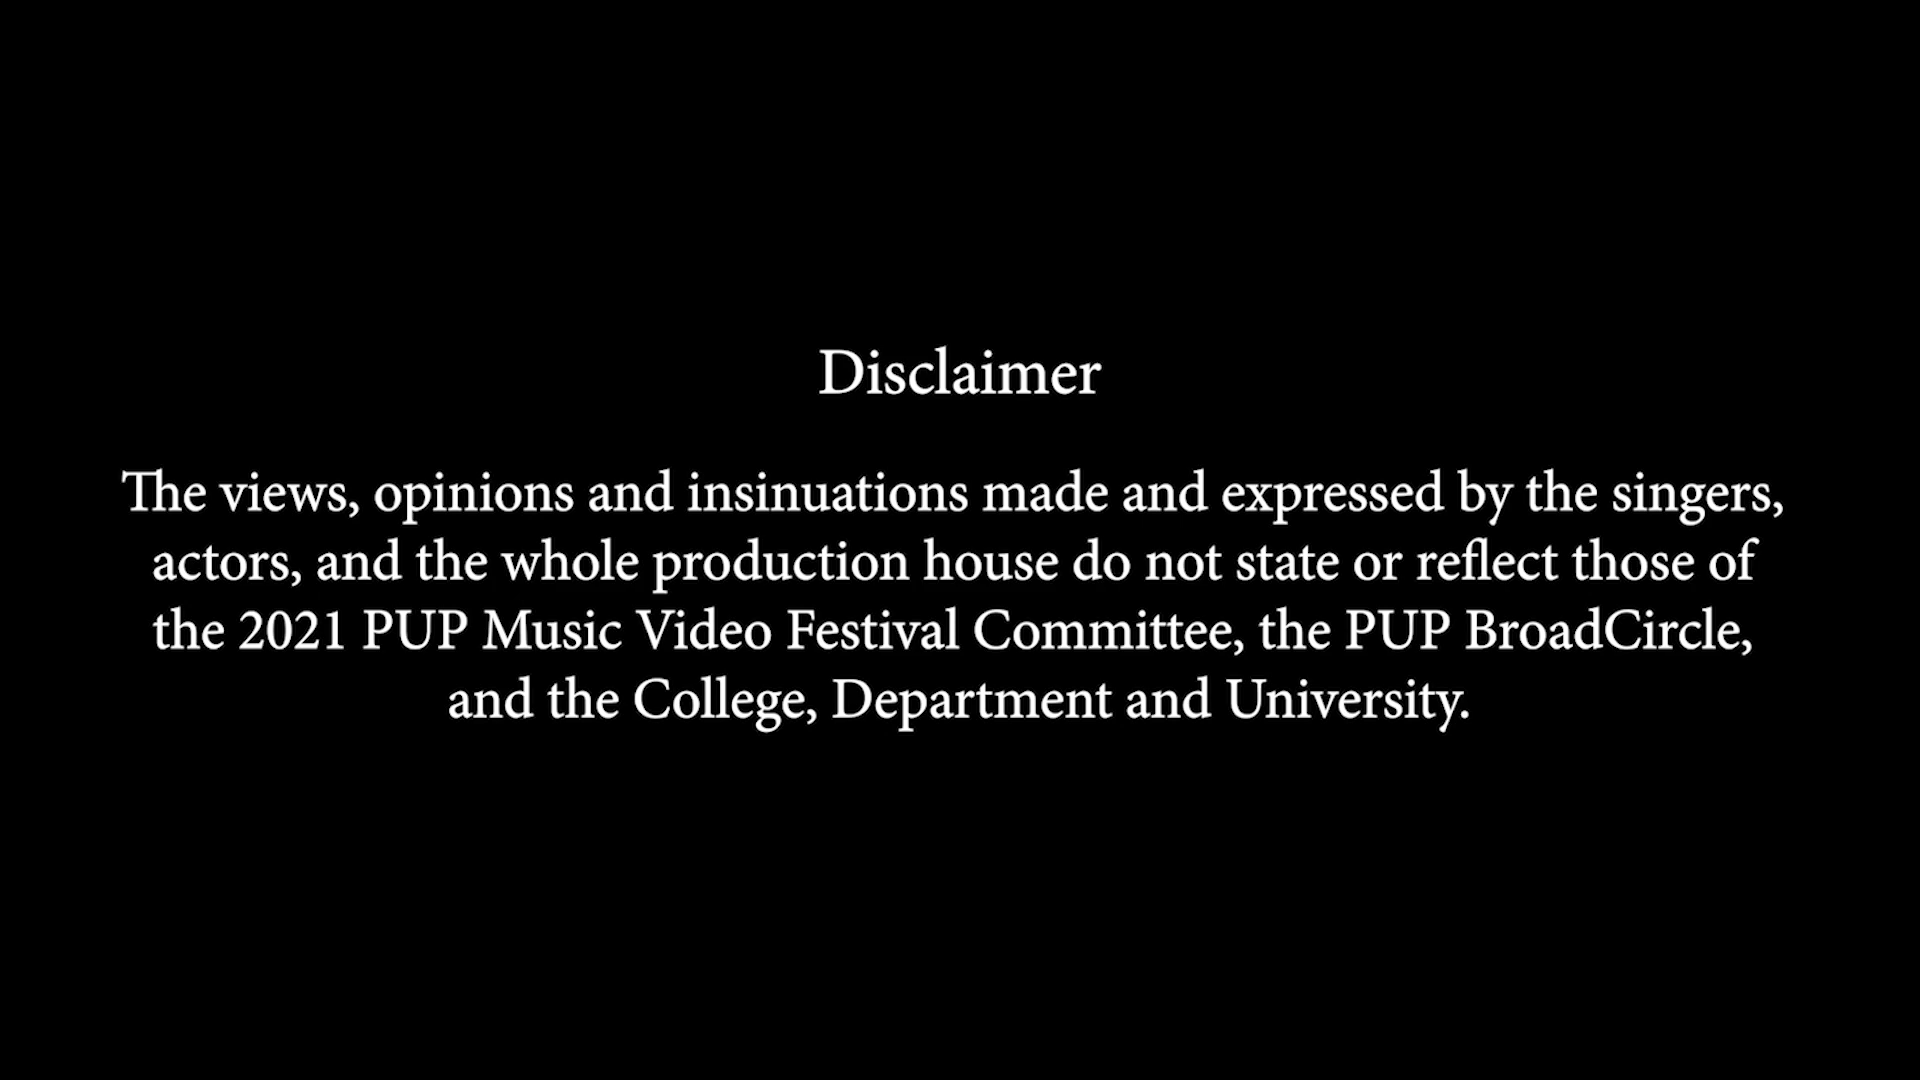 Disclaimer
The views, opinions and insinuations made and expressed by the singers,
actors, and the whole production house do not state or reflect those of
the 2021 PUP Music Video Festival Committee, the PUP BroadCircle,
and the College, Department and University.